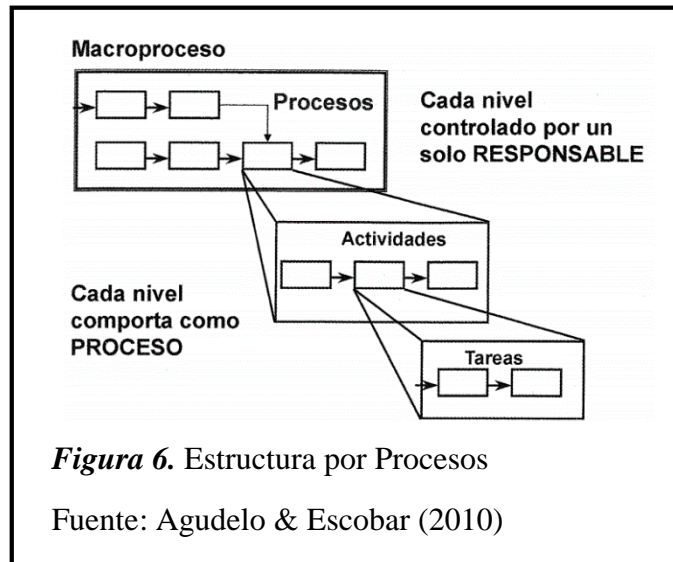 Macroproceso
Procesos
Cada nivel
controlado por un
solo RESPONSABLE
Actividades
Cada nivel
comporta como
PROCESO
Tareas
Figura 6. Estructura por Procesos
Fuente: Agudelo & Escobar (2010)